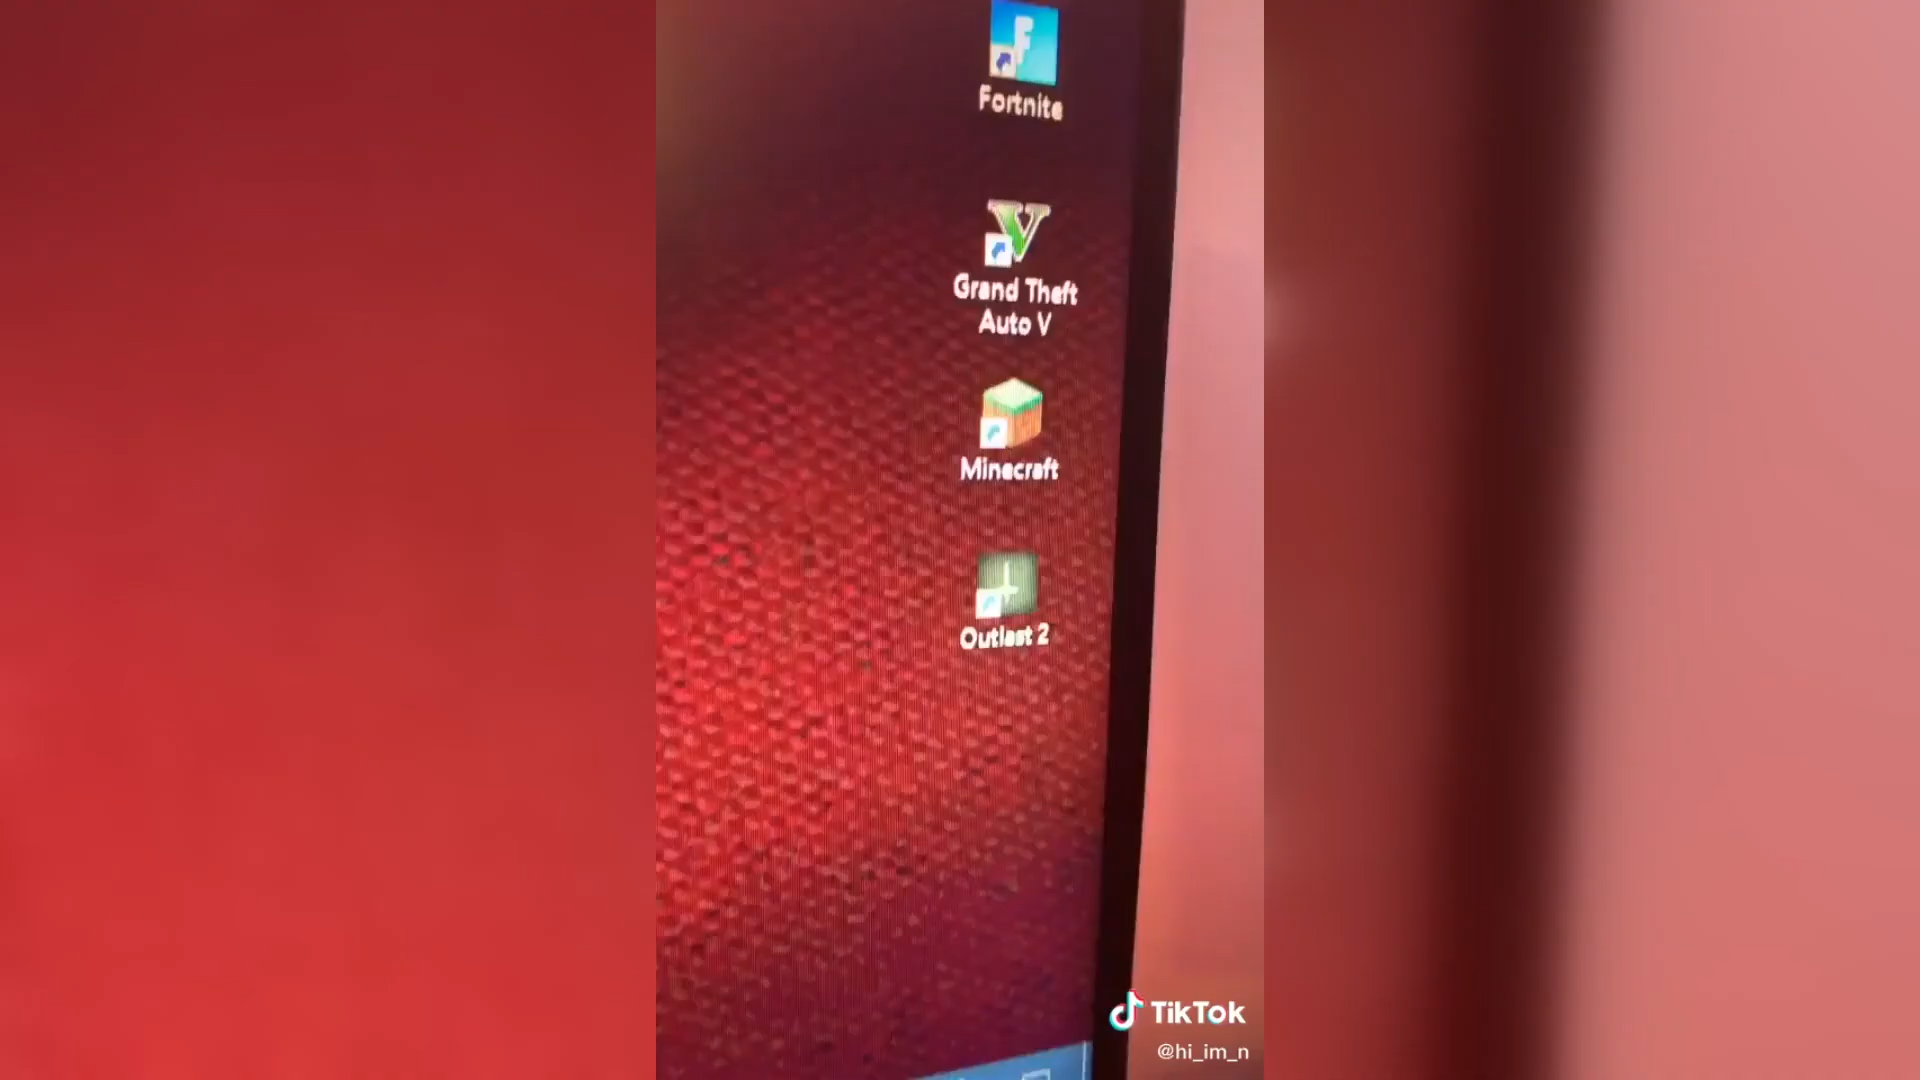 Fortnite
Grand Theft
Auto V
Minecraft
Outlast 2
TikTok
@hi_im_n